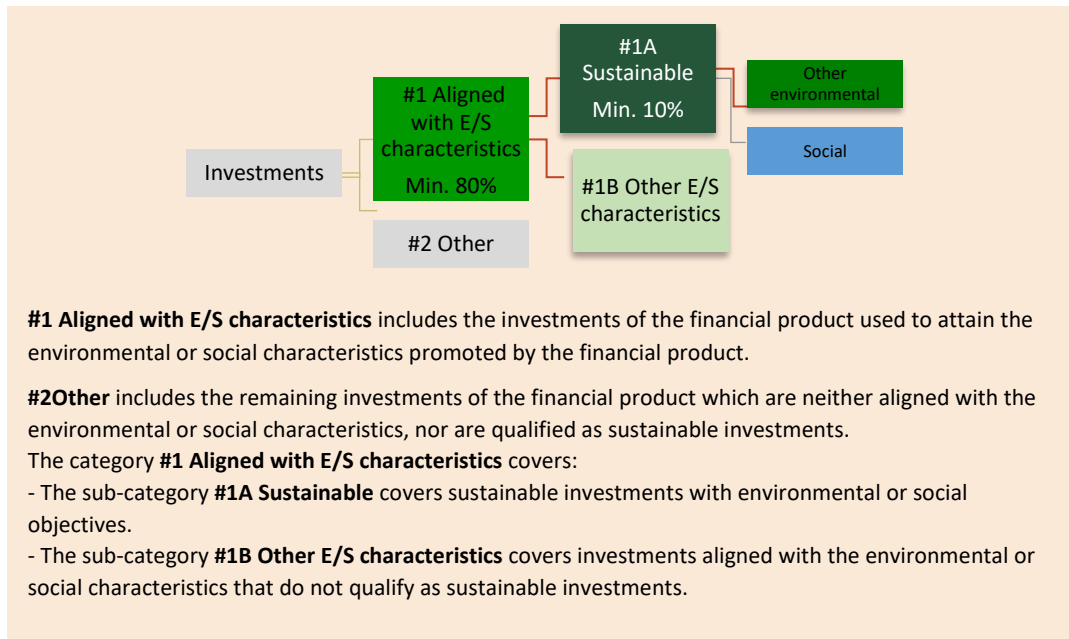 Investments
#1 Aligned
with E/S
characteristics
Min. 80%
#2 Other
#1A
Sustainable
Min. 10%
#1B Other E/S
characteristics
Other
environmental
Social
#1 Aligned with E/S characteristics includes the investments of the financial product used to attain the
environmental or social characteristics promoted by the financial product.
#2Other includes the remaining investments of the financial product which are neither aligned with the
environmental or social characteristics, nor are qualified as sustainable investments.
The category #1 Aligned with E/S characteristics covers:
- The sub-category #1A Sustainable covers sustainable investments with environmental or social
objectives.
- The sub-category #1B Other E/S characteristics covers investments aligned with the environmental or
social characteristics that do not qualify as sustainable investments.